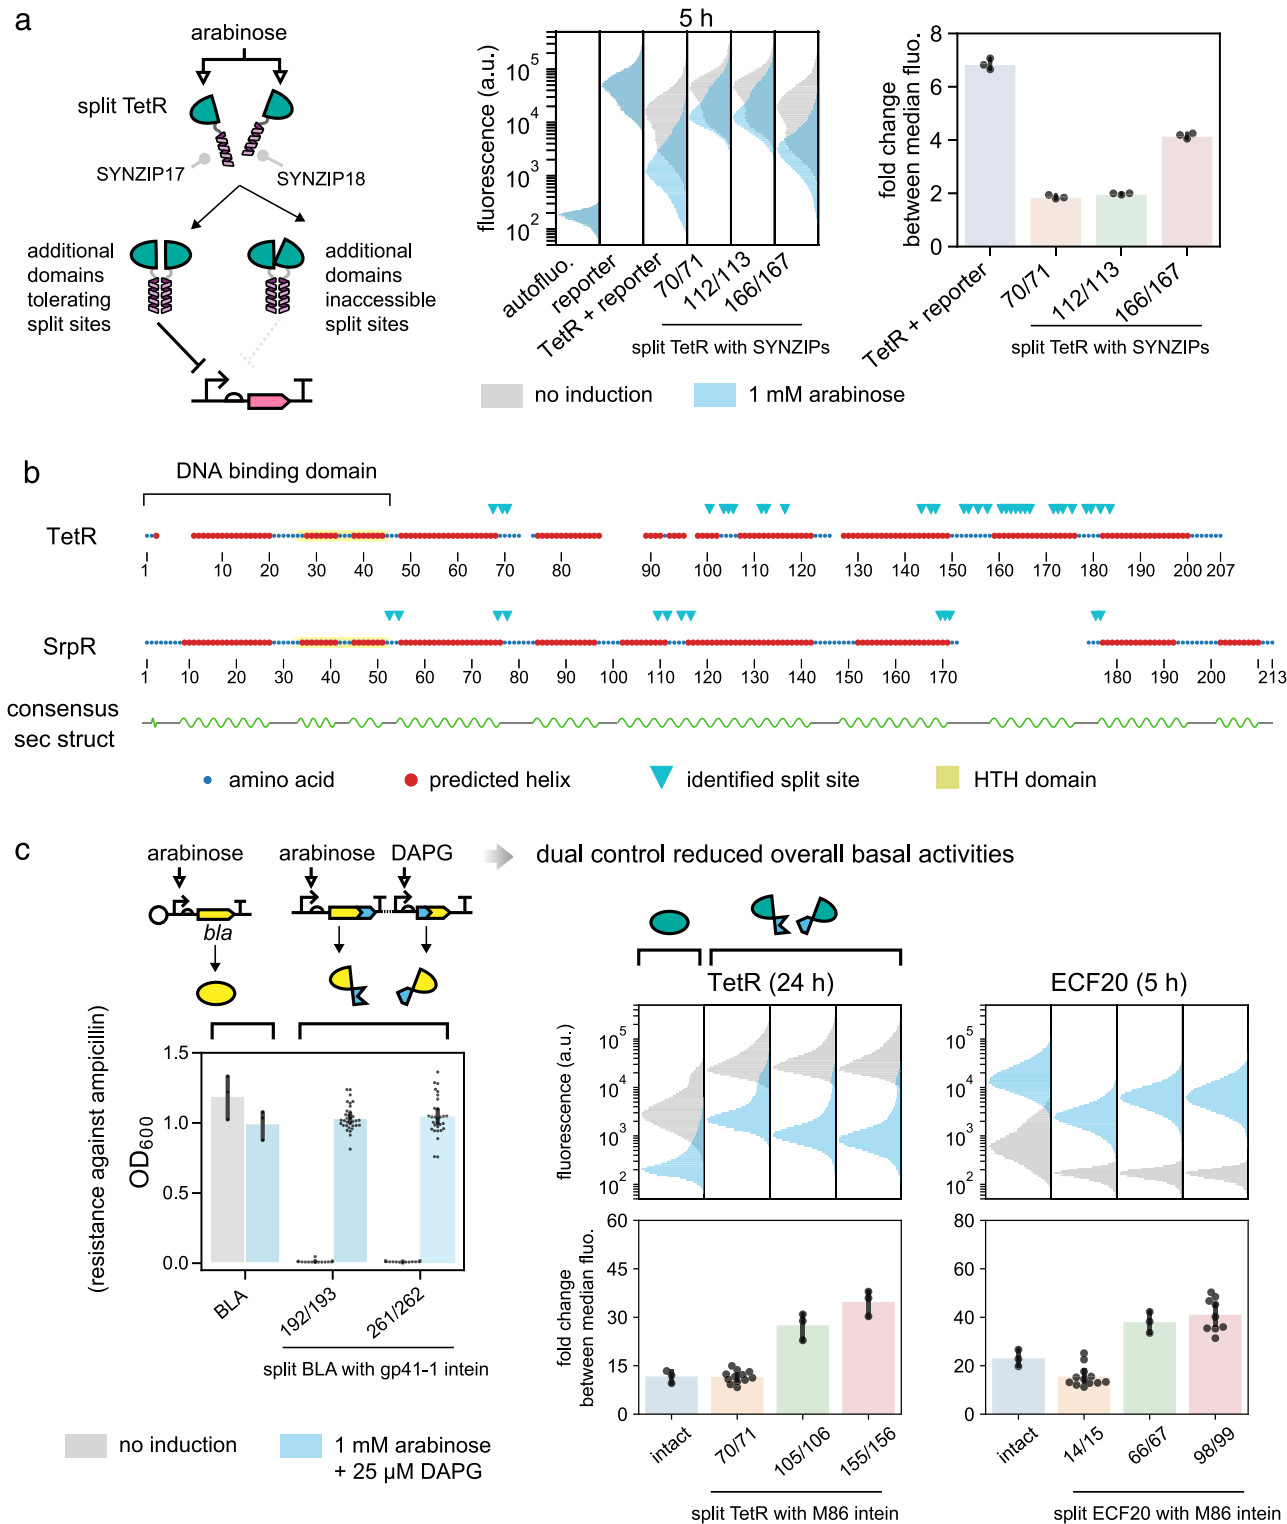 a
arabinose
split TetR
SYNZIP17
SYNZIP18
additional
domains
tolerating
split sites
additional
domains
inaccessible
split sites
5 h
fluorescence (a.u.)
10^5
10^4
10^3
10^2
autofluo.
reporter
TetR + reporter
70/71
112/113
166/167
split TetR with SYNZIPs
no induction
1 mM arabinose
fold change
between median fluo.
8
6
4
2
0
TetR + reporter
70/71
112/113
166/167
split TetR with SYNZIPs
b
DNA binding domain
TetR
1 10 20 30 40 50 60 70 80 90 100 110 120 130 140 150 160 170 180 190 200 207
SrpR
1 10 20 30 40 50 60 70 80 90 100 110 120 130 140 150 160 170 180 190 200 213
consensus
sec struct
amino acid
predicted helix
identified split site
HTH domain
c
arabinose
bla
arabinose
DAPG
dual control reduced overall basal activities
(resistance against ampicillin)
OD600
1.5
1.0
0.5
0.0
BLA
192/193
261/262
split BLA with gp41-1 intein
no induction
1 mM arabinose
+ 25 µM DAPG
TetR (24 h)
fluorescence (a.u.)
10^5
10^4
10^3
10^2
fold change
between median fluo.
60
45
30
15
0
intact
70/71
105/106
155/156
split TetR with M86 intein
ECF20 (5 h)
10^5
10^4
10^3
10^2
80
60
40
20
0
intact
14/15
66/67
98/99
split ECF20 with M86 intein